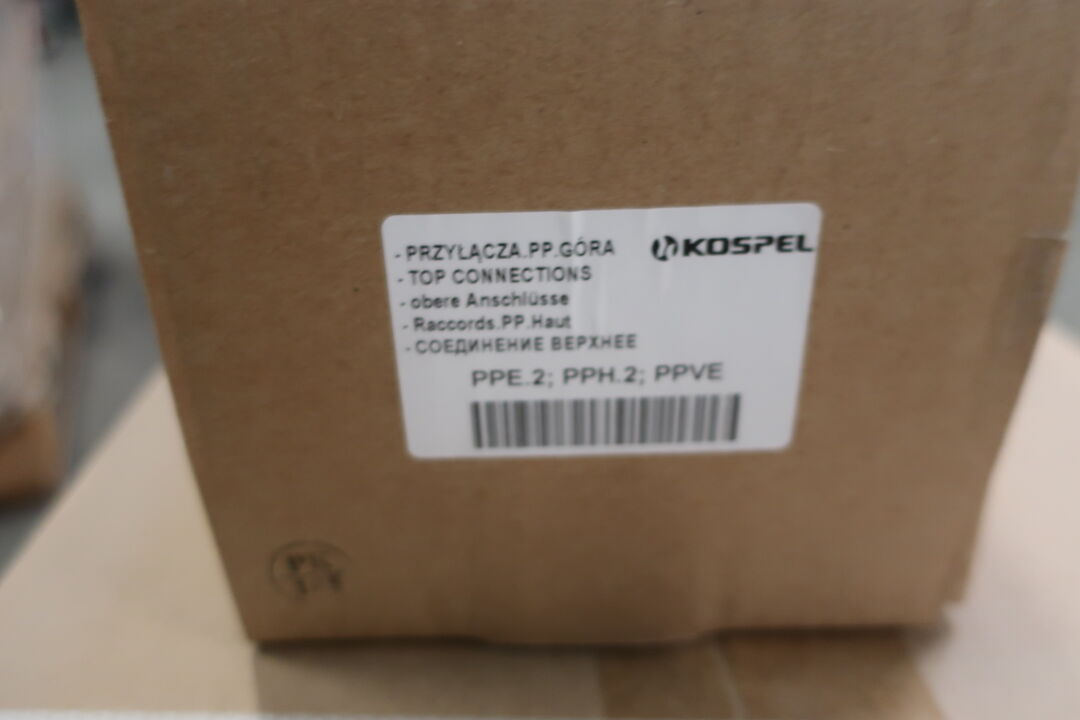 - PRZYŁĄCZA.PP.GÓRA
KOSPEL
- TOP CONNECTIONS
- obere Anschlüsse
- Raccords.PP.Haut
- СОЕДИНЕНИЕ ВЕРХНЕЕ
PPE.2; PPH.2; PPVE